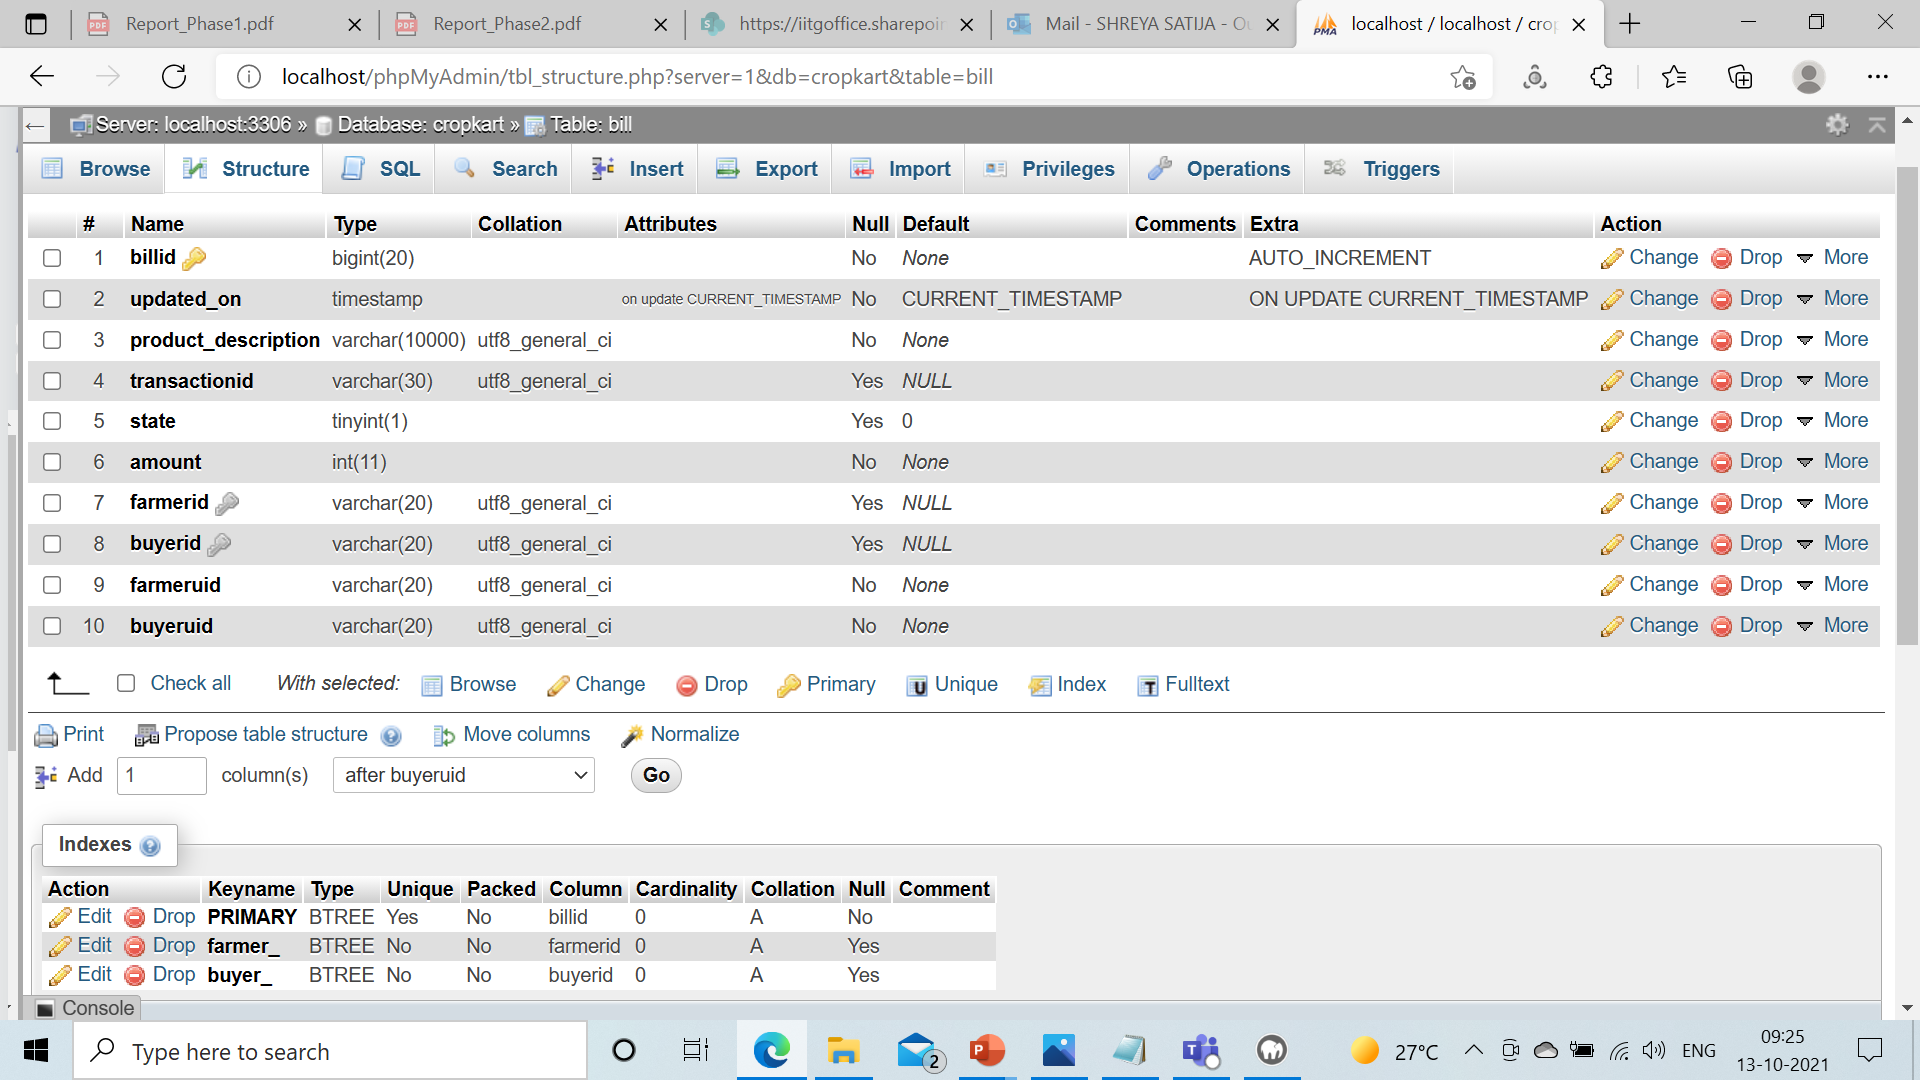 Report_Phase1.pdf
Report_Phase2.pdf
https://iitgoffice.sharepoin
Mail - SHREYA SATIJA - Ou
localhost / localhost / crop
localhost/phpMyAdmin/tbl_structure.php?server=1&db=cropkart&table=bill
Server: localhost:3306 » Database: cropkart » Table: bill
Browse Structure SQL Search Insert Export Import Privileges Operations Triggers
# Name Type Collation Attributes Null Default Comments Extra Action
1 billid bigint(20) No None AUTO_INCREMENT Change Drop More
2 updated_on timestamp on update CURRENT_TIMESTAMP No CURRENT_TIMESTAMP ON UPDATE CURRENT_TIMESTAMP Change Drop More
3 product_description varchar(10000) utf8_general_ci No None Change Drop More
4 transactionid varchar(30) utf8_general_ci Yes NULL Change Drop More
5 state tinyint(1) Yes 0 Change Drop More
6 amount int(11) No None Change Drop More
7 farmerid varchar(20) utf8_general_ci Yes NULL Change Drop More
8 buyerid varchar(20) utf8_general_ci Yes NULL Change Drop More
9 farmeruid varchar(20) utf8_general_ci No None Change Drop More
10 buyeruid varchar(20) utf8_general_ci No None Change Drop More
Check all With selected: Browse Change Drop Primary Unique Index Fulltext
Print Propose table structure Move columns Normalize
Add 1 column(s) after buyeruid Go
Indexes
Action Keyname Type Unique Packed Column Cardinality Collation Null Comment
Edit Drop PRIMARY BTREE Yes No billid 0 A No
Edit Drop farmer_ BTREE No No farmerid 0 A Yes
Edit Drop buyer_ BTREE No No buyerid 0 A Yes
Console
Type here to search
2
27°C
ENG
09:25
13-10-2021